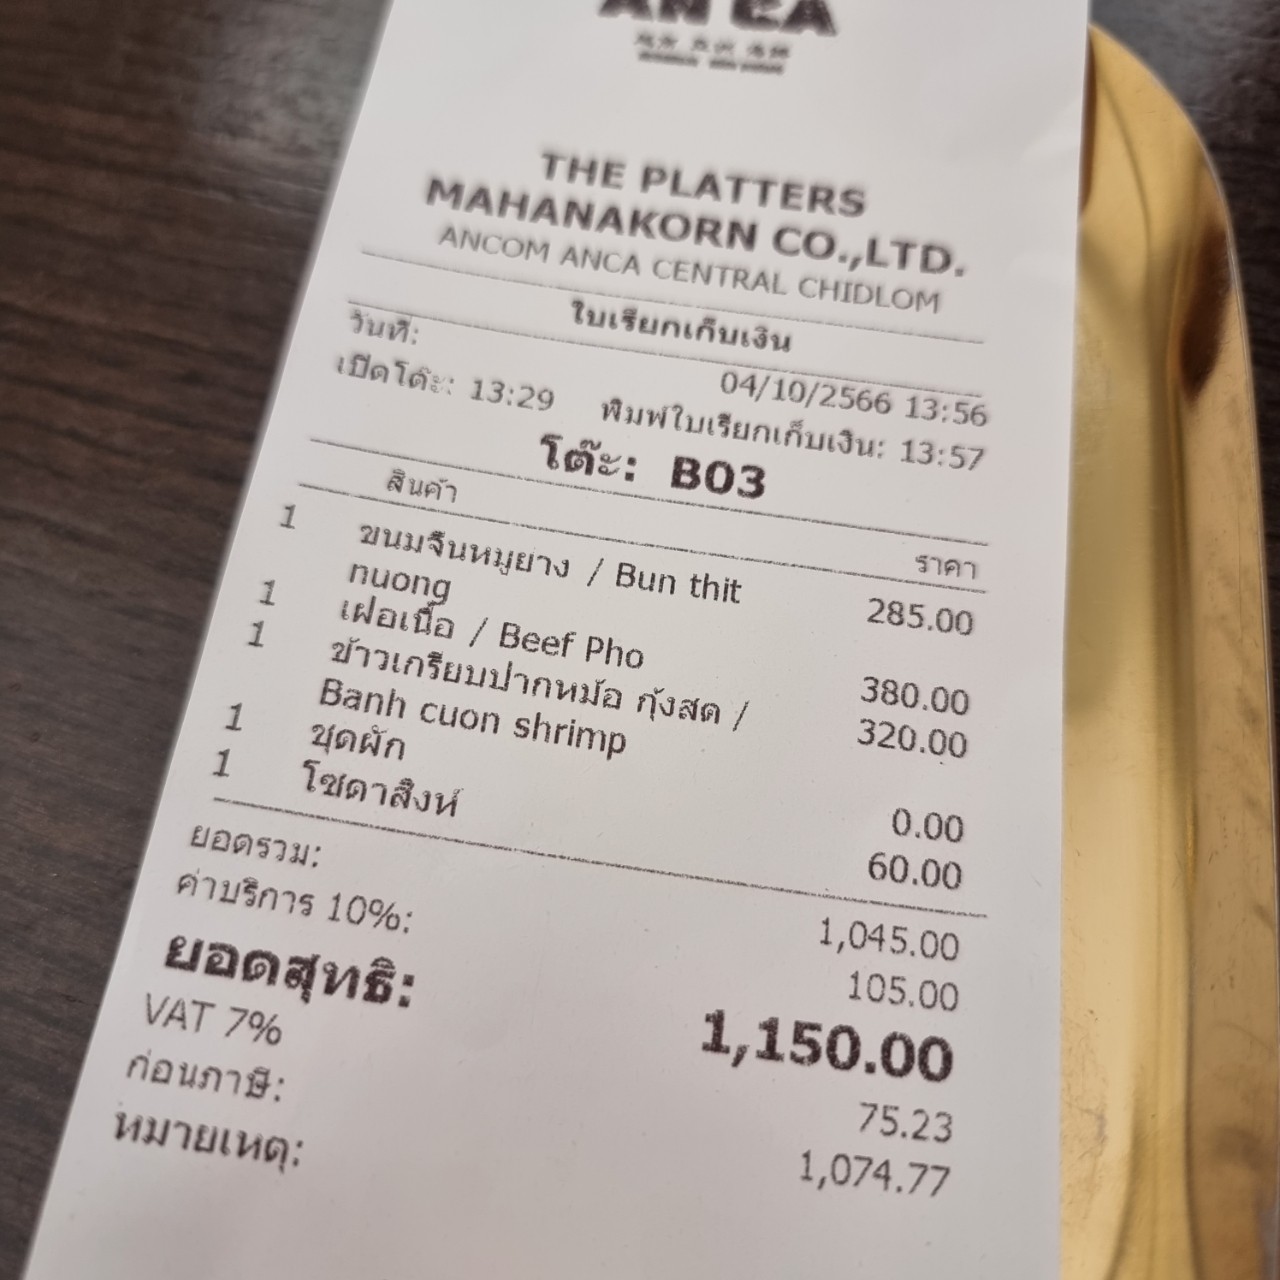 AN CA
THE PLATTERS
MAHANAKORN CO.,LTD.
ANCOM ANCA CENTRAL CHIDLOM
ใบเรียกเก็บเงิน
วันที่: 04/10/2566 13:56
เปิดโต๊ะ: 13:29 พิมพ์ใบเรียกเก็บเงิน: 13:57
โต๊ะ: B03
สินค้า ราคา
1 ขนมจีนหมูย่าง / Bun thit 285.00
nuong
1 เฝอเนื้อ / Beef Pho 380.00
1 ข้าวเกรียบปากหม้อ กุ้งสด / 320.00
Banh cuon shrimp
1 ชุดผัก 0.00
1 โซดาสิงห์ 60.00
ยอดรวม: 1,045.00
ค่าบริการ 10%: 105.00
ยอดสุทธิ: 1,150.00
VAT 7% 75.23
ก่อนภาษี: 1,074.77
หมายเหตุ: